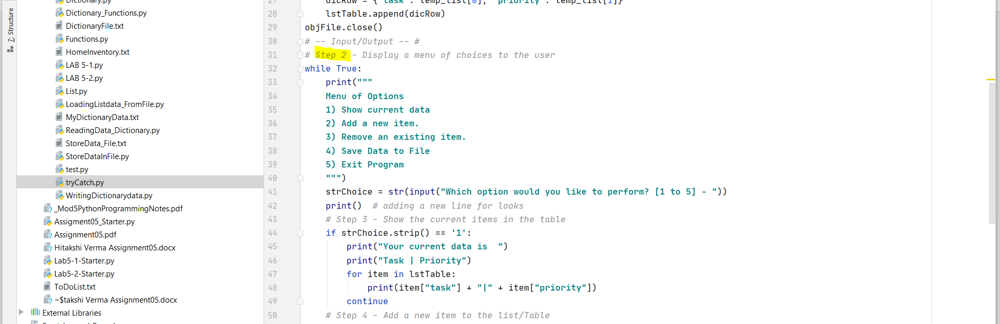 7: Structure
Dictionary.py
Dictionary_Functions.py
DictionaryFile.txt
Functions.py
HomeInventory.txt
LAB 5-1.py
LAB 5-2.py
List.py
LoadingListdata_FromFile.py
MyDictionaryData.txt
ReadingData_Dictionary.py
StoreData_File.txt
StoreDataInFile.py
test.py
tryCatch.py
WritingDictionarydata.py
_Mod5PythonProgrammingNotes.pdf
Assigment05_Starter.py
Assignment05.pdf
Hitakshi Verma Assignment05.docx
Lab5-1-Starter.py
Lab5-2-Starter.py
ToDoList.txt
~$takshi Verma Assignment05.docx
External Libraries
27 dicRow = {"task": temp_list[0], "priority": temp_list[1]}
28 lstTable.append(dicRow)
29 objFile.close()
30 # -- Input/Output -- #
31 # Step 2 - Display a menu of choices to the user
32 while True:
33 print("""
34 Menu of Options
35 1) Show current data
36 2) Add a new item.
37 3) Remove an existing item.
38 4) Save Data to File
39 5) Exit Program
40 """)
41 strChoice = str(input("Which option would you like to perform? [1 to 5] - "))
42 print()  # adding a new line for looks
43 # Step 3 - Show the current items in the table
44 if strChoice.strip() == '1':
45 print("Your current data is  ")
46 print("Task | Priority")
47 for item in lstTable:
48 print(item["task"] + "|" + item["priority"])
49 continue
50 # Step 4 - Add a new item to the list/Table